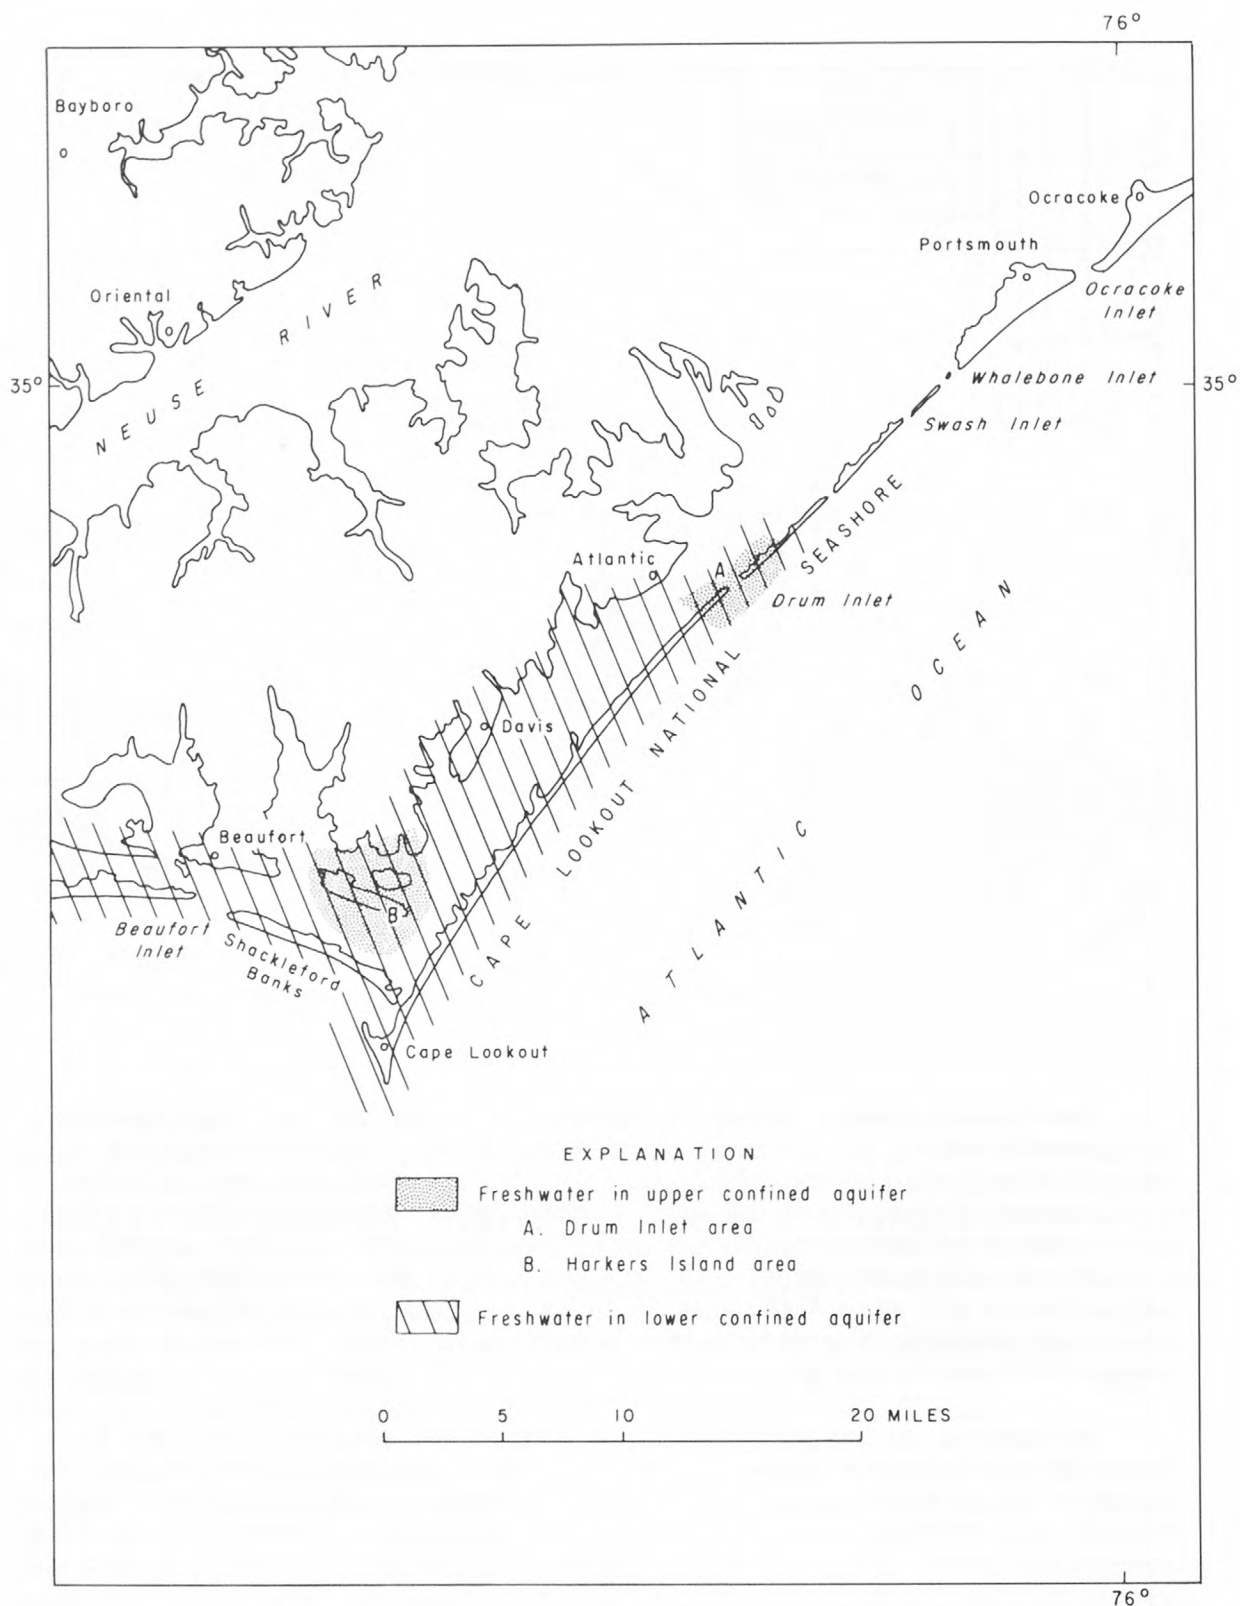 76°
Bayboro
Ocracoke
Portsmouth
Ocracoke
Inlet
Oriental
NEUSE RIVER
35°
35°
Whalebone Inlet
Swash Inlet
Atlantic
A
Drum Inlet
CAPE LOOKOUT NATIONAL SEASHORE
ATLANTIC OCEAN
Davis
Beaufort
B
Beaufort
Inlet
Shackleford
Banks
Cape Lookout
EXPLANATION
Freshwater in upper confined aquifer
A. Drum Inlet area
B. Harkers Island area
Freshwater in lower confined aquifer
0 5 10 20 MILES
76°